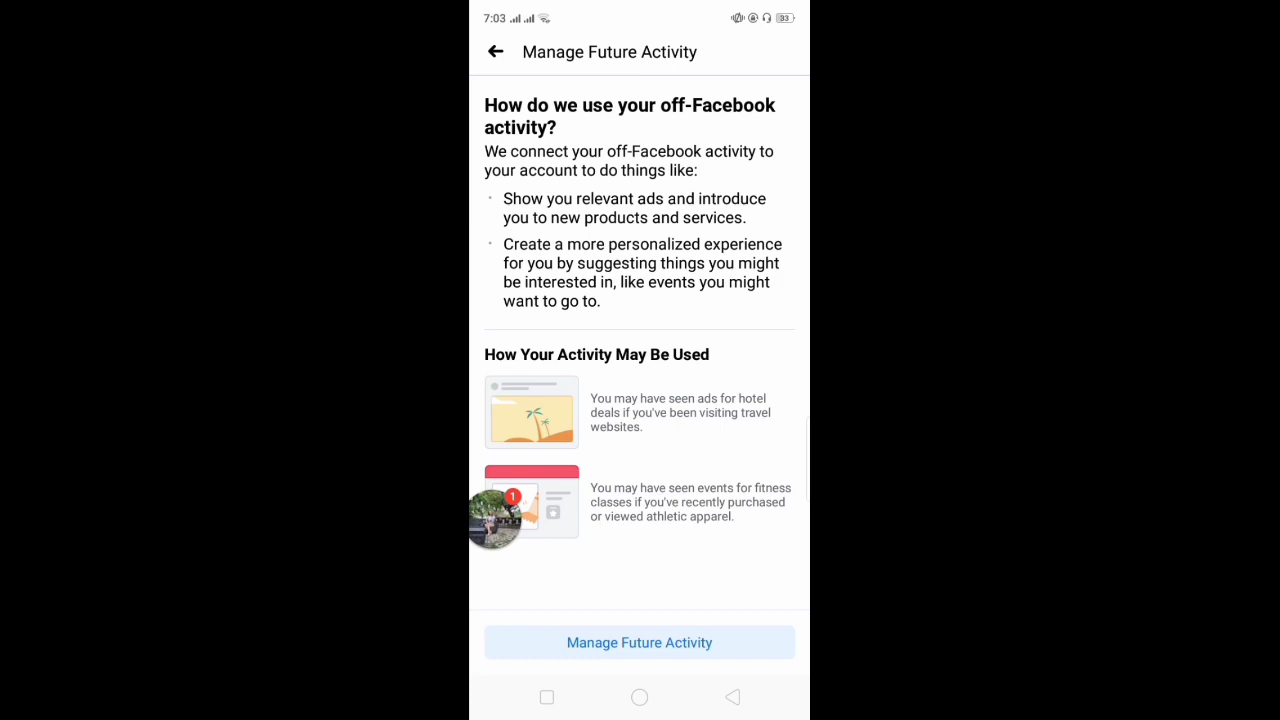 7:03
33
Manage Future Activity
How do we use your off-Facebook
activity?
We connect your off-Facebook activity to
your account to do things like:
Show you relevant ads and introduce
you to new products and services.
Create a more personalized experience
for you by suggesting things you might
be interested in, like events you might
want to go to.
How Your Activity May Be Used
You may have seen ads for hotel
deals if you've been visiting travel
websites.
1
You may have seen events for fitness
classes if you've recently purchased
or viewed athletic apparel.
Manage Future Activity